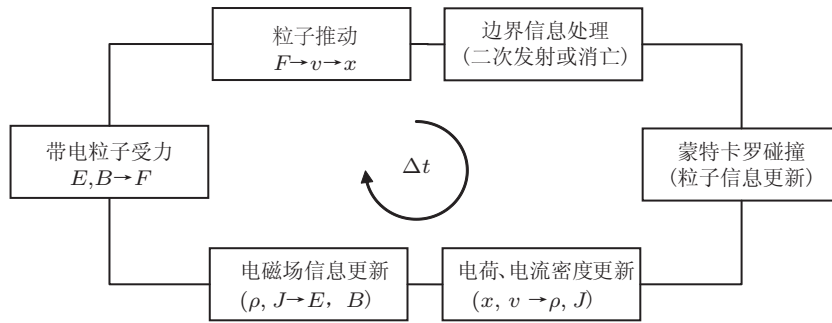 粒子推动
F→v→x
边界信息处理
(二次发射或消亡)
带电粒子受力
E,B→F
Δt
蒙特卡罗碰撞
(粒子信息更新)
电磁场信息更新
(ρ, J→E, B)
电荷、电流密度更新
(x, v →ρ, J)